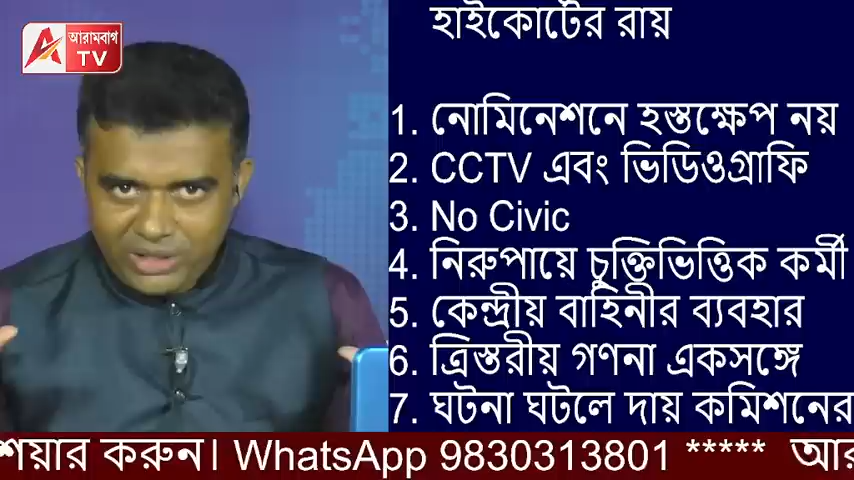 আরামবাগ
TV
হাইকোর্টের রায়
1. নোমিনেশনে হস্তক্ষেপ নয়
2. CCTV এবং ভিডিওগ্রাফি
3. No Civic
4. নিরুপায়ে চুক্তিভিত্তিক কর্মী
5. কেন্দ্রীয় বাহিনীর ব্যবহার
6. ত্রিস্তরীয় গণনা একসঙ্গে
7. ঘটনা ঘটলে দায় কমিশনের
শেয়ার করুন। WhatsApp 9830313801 ***** আর